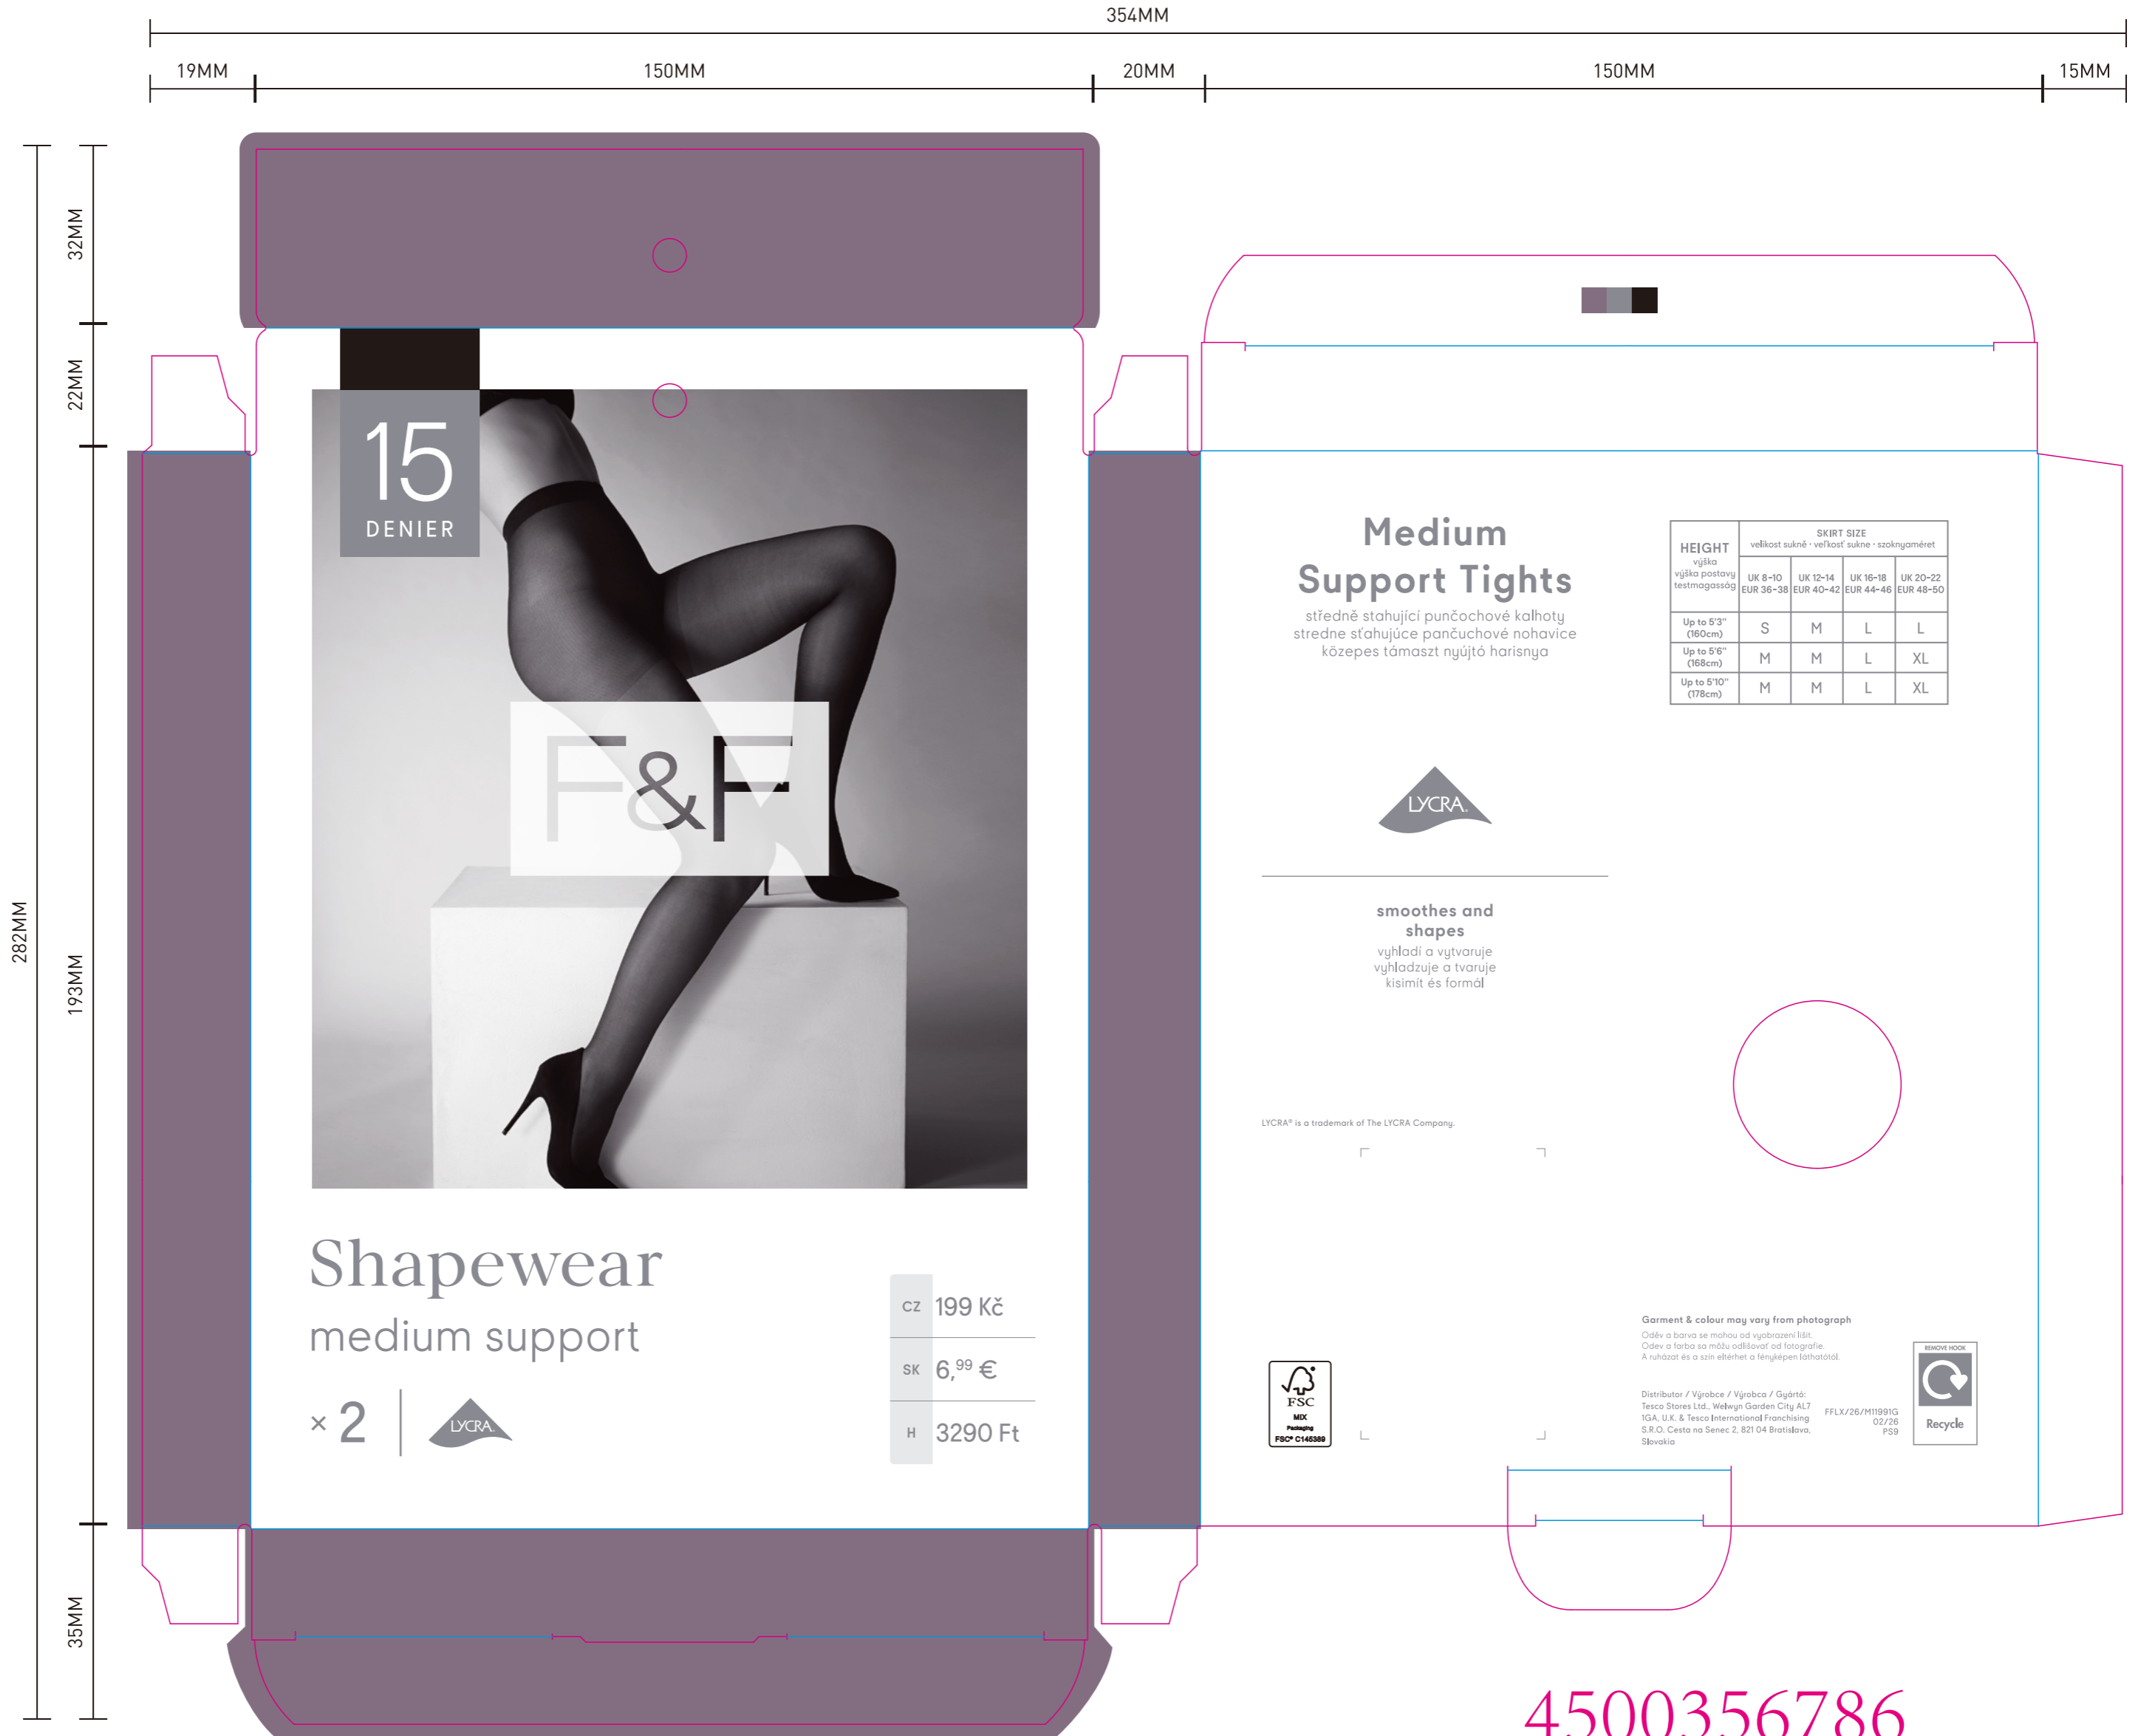 354MM
19MM
150MM
20MM
150MM
15MM
282MM
32MM
22MM
193MM
35MM
15
DENIER
F&F
Shapewear
medium support
× 2
LYCRA
CZ 199 Kč
SK 6,99 €
H 3290 Ft
Medium
Support Tights
středně stahující punčochové kalhoty
stredne sťahujúce pančuchové nohavice
közepes támaszt nyújtó harisnya
LYCRA
smoothes and
shapes
vyhladí a vytvaruje
vyhladzuje a tvaruje
kisimít és formál
LYCRA® is a trademark of The LYCRA Company.
FSC
MIX
Packaging
FSC® C145389
HEIGHT
výška
výška postavy
testmagasság
SKIRT SIZE
velikost sukně · veľkosť sukne · szoknyaméret
UK 8-10 UK 12-14 UK 16-18 UK 20-22
EUR 36-38 EUR 40-42 EUR 44-46 EUR 48-50
Up to 5'3" (160cm) S M L L
Up to 5'6" (168cm) M M L XL
Up to 5'10" (178cm) M M L XL
Garment & colour may vary from photograph
Oděv a barva se mohou od vyobrazení lišit.
Odev a farba sa môžu odlišovať od fotografie.
A ruházat és a szín eltérhet a fényképen láthatótól.
Distributor / Výrobce / Výrobca / Gyártó:
Tesco Stores Ltd., Welwyn Garden City AL7
1GA, U.K. & Tesco International Franchising
S.R.O. Cesta na Senec 2, 821 04 Bratislava,
Slovakia
FFLX/26/M11991G
02/26
PS9
REMOVE HOOK
Recycle
4500356786